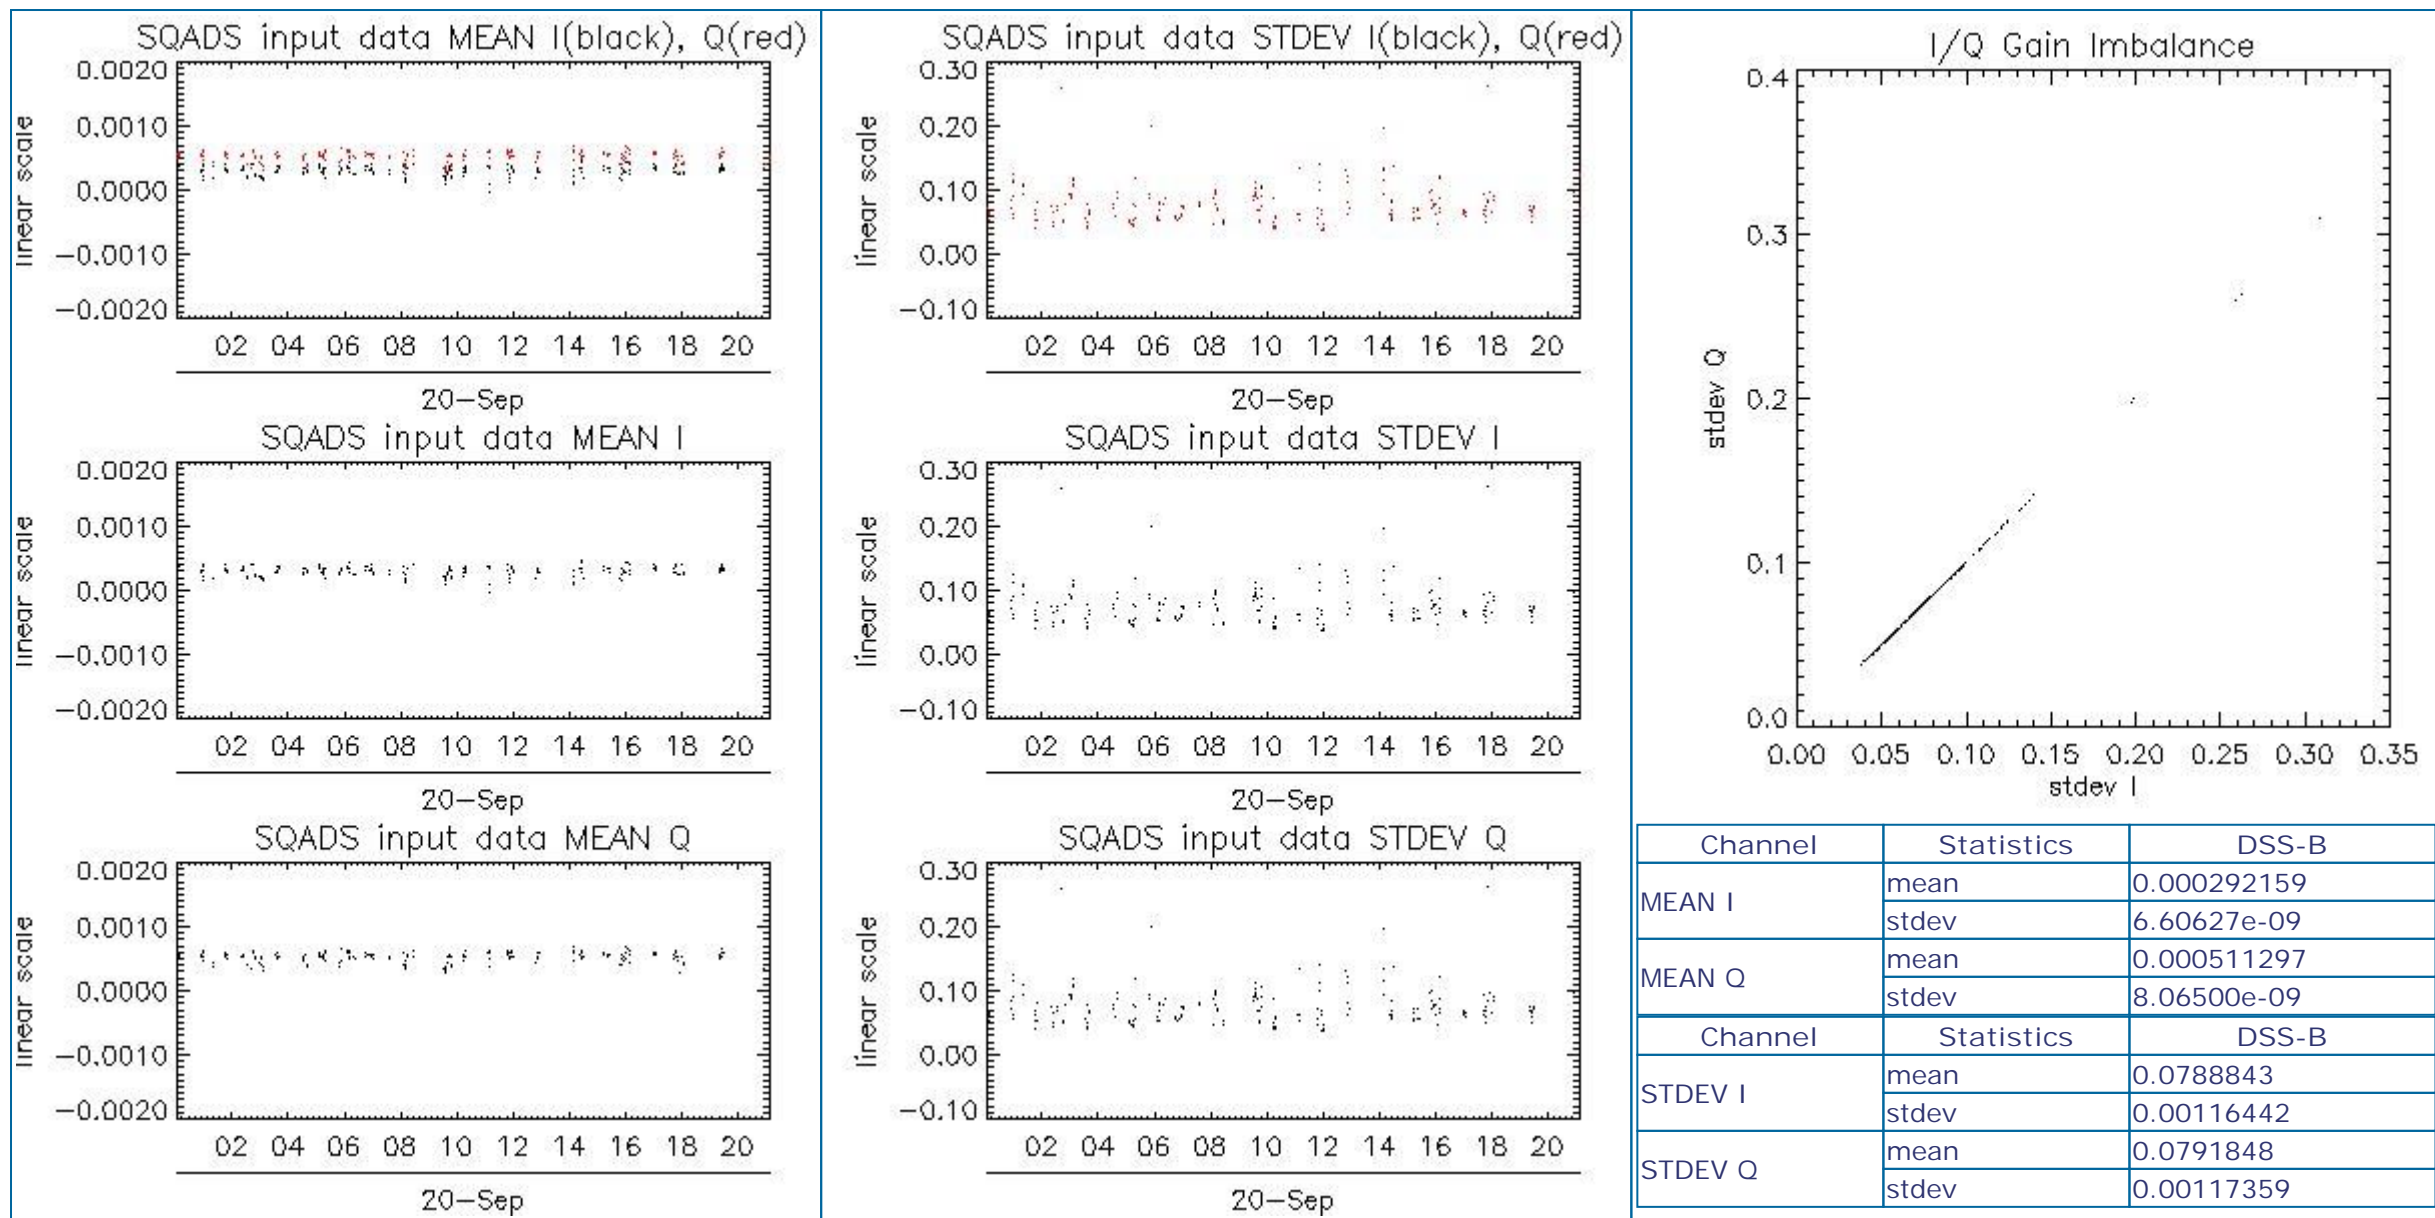 SQADS input data MEAN I(black), Q(red)
linear scale
0.0020
0.0010
0.0000
−0.0010
−0.0020
02 04 06 08 10 12 14 16 18 20
20−Sep
SQADS input data MEAN I
linear scale
0.0020
0.0010
0.0000
−0.0010
−0.0020
02 04 06 08 10 12 14 16 18 20
20−Sep
SQADS input data MEAN Q
linear scale
0.0020
0.0010
0.0000
−0.0010
−0.0020
02 04 06 08 10 12 14 16 18 20
20−Sep
SQADS input data STDEV I(black), Q(red)
linear scale
0.30
0.20
0.10
0.00
−0.10
02 04 06 08 10 12 14 16 18 20
20−Sep
SQADS input data STDEV I
linear scale
0.30
0.20
0.10
0.00
−0.10
02 04 06 08 10 12 14 16 18 20
20−Sep
SQADS input data STDEV Q
linear scale
0.30
0.20
0.10
0.00
−0.10
02 04 06 08 10 12 14 16 18 20
20−Sep
I/Q Gain Imbalance
stdev Q
0.4
0.3
0.2
0.1
0.0
0.00 0.05 0.10 0.15 0.20 0.25 0.30 0.35
stdev I
Channel Statistics DSS-B
MEAN I
mean 0.000292159
stdev 6.60627e-09
MEAN Q
mean 0.000511297
stdev 8.06500e-09
Channel Statistics DSS-B
STDEV I
mean 0.0788843
stdev 0.00116442
STDEV Q
mean 0.0791848
stdev 0.00117359